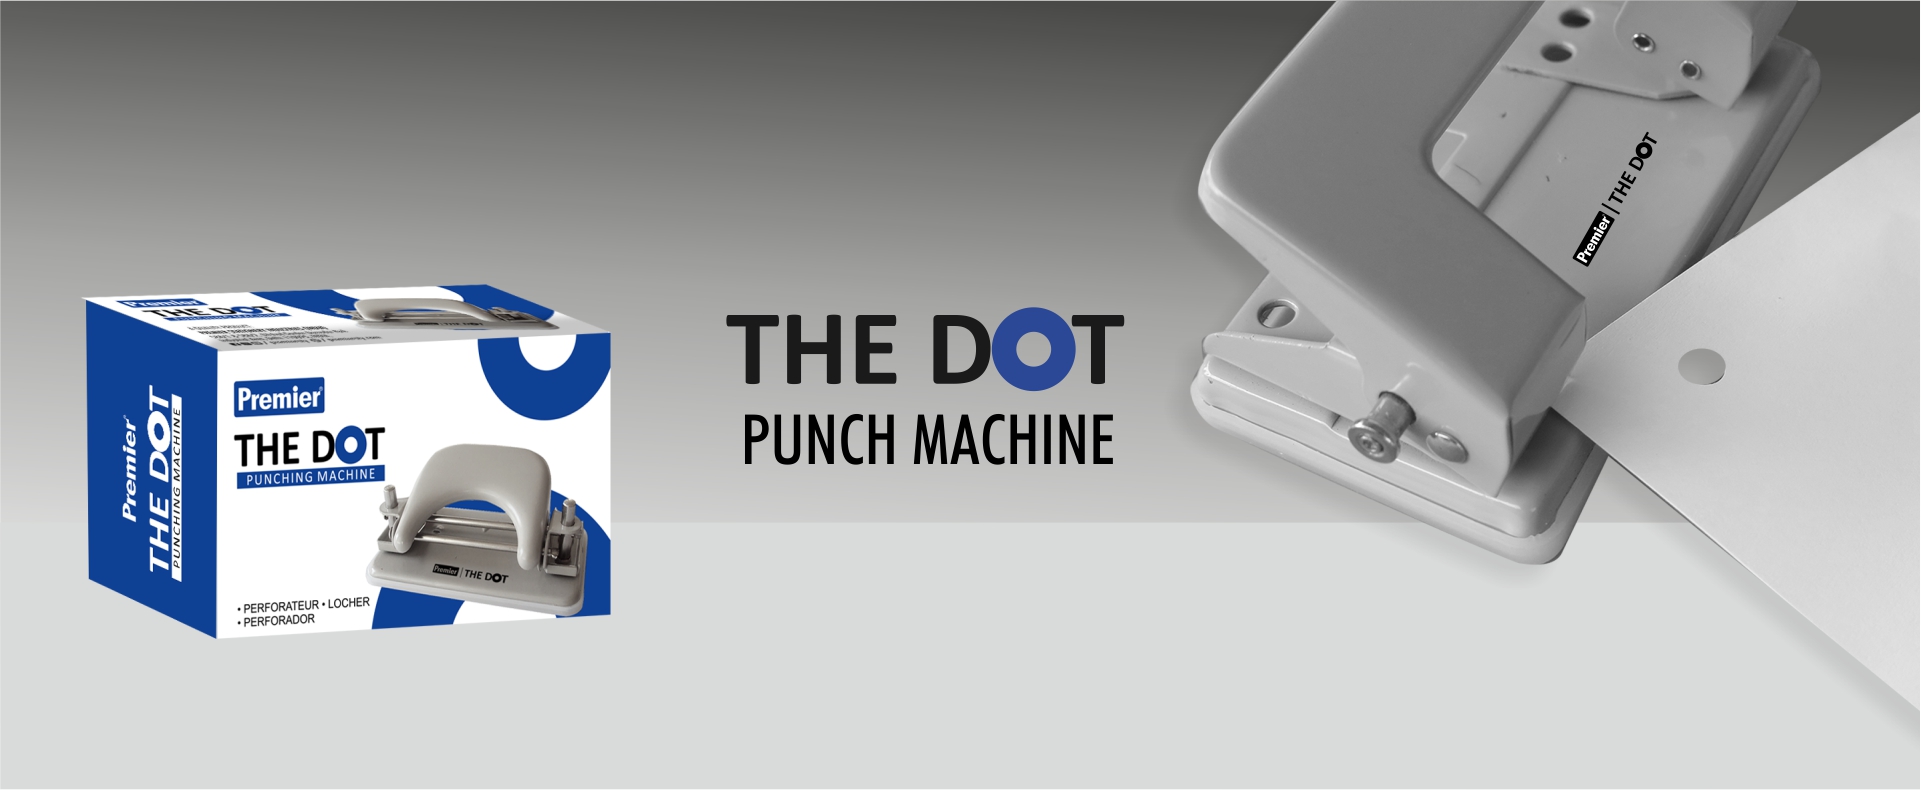 Premier
THE DOT
Premier
THE DOT
PUNCHING MACHINE
Premier
THE DOT
PUNCHING MACHINE
Premier | THE DOT
• PERFORATEUR • LOCHER
• PERFORADOR
THE DOT
PUNCH MACHINE
Premier | THE DOT